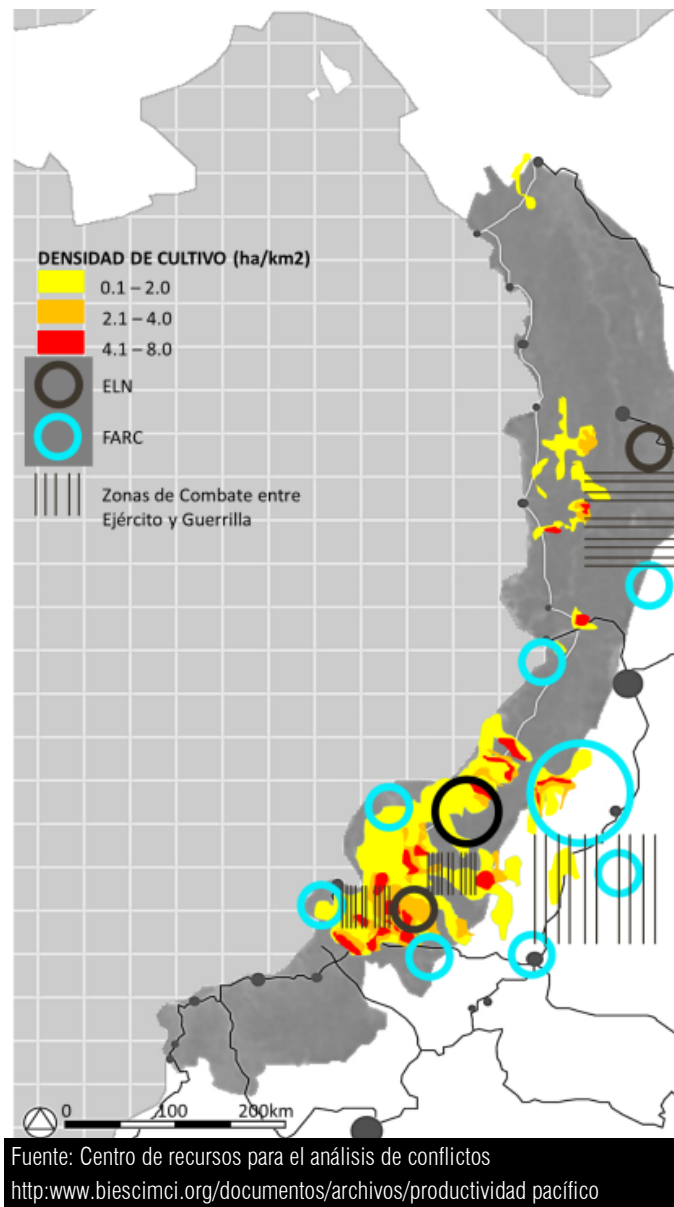 DENSIDAD DE CULTIVO (ha/km2)
0.1 – 2.0
2.1 – 4.0
4.1 – 8.0
ELN
FARC
Zonas de Combate entre
Ejército y Guerrilla
0 100 200km
Fuente: Centro de recursos para el análisis de conflictos
http:www.biescimci.org/documentos/archivos/productividad pacífico